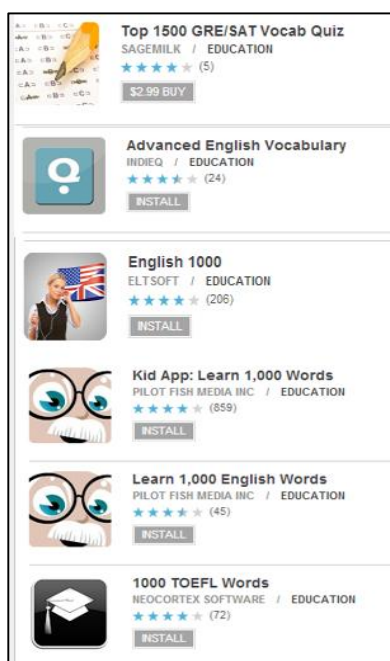 Top 1500 GRE/SAT Vocab Quiz
SAGEMILK / EDUCATION
(5)
$2.99 BUY
Advanced English Vocabulary
INDIEQ / EDUCATION
(24)
INSTALL
English 1000
ELTSOFT / EDUCATION
(206)
INSTALL
Kid App: Learn 1,000 Words
PILOT FISH MEDIA INC / EDUCATION
(859)
INSTALL
Learn 1,000 English Words
PILOT FISH MEDIA INC / EDUCATION
(45)
INSTALL
1000 TOEFL Words
NEOCORTEX SOFTWARE / EDUCATION
(72)
INSTALL